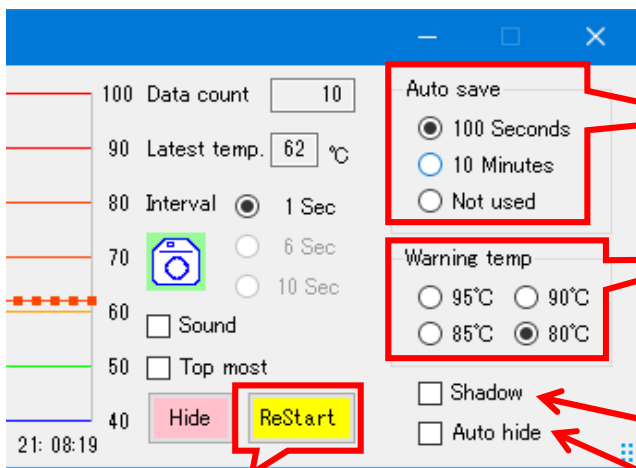 100 Data count 10 Auto save
100 Seconds
90 Latest temp. 62 ℃
10 Minutes
80 Interval 1 Sec Not used
70 6 Sec Warning temp
10 Sec 95℃ 90℃
60 Sound 85℃ 80℃
50 Top most
Shadow
40 Hide ReStart
Auto hide
21: 08:19